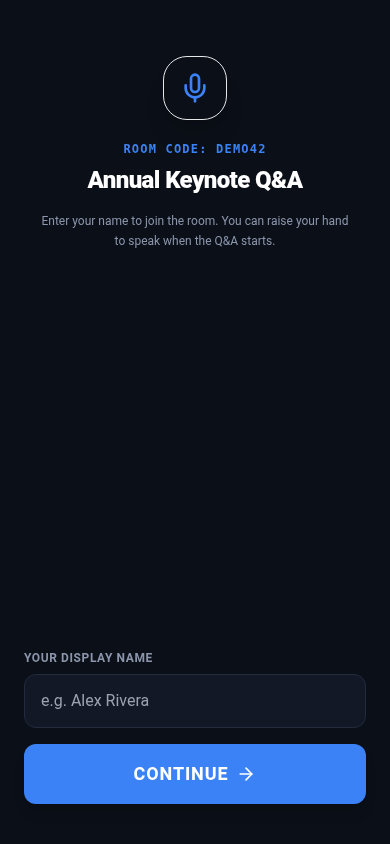 ROOM CODE: DEMO42
Annual Keynote Q&A
Enter your name to join the room. You can raise your hand
to speak when the Q&A starts.
YOUR DISPLAY NAME
e.g. Alex Rivera
CONTINUE →